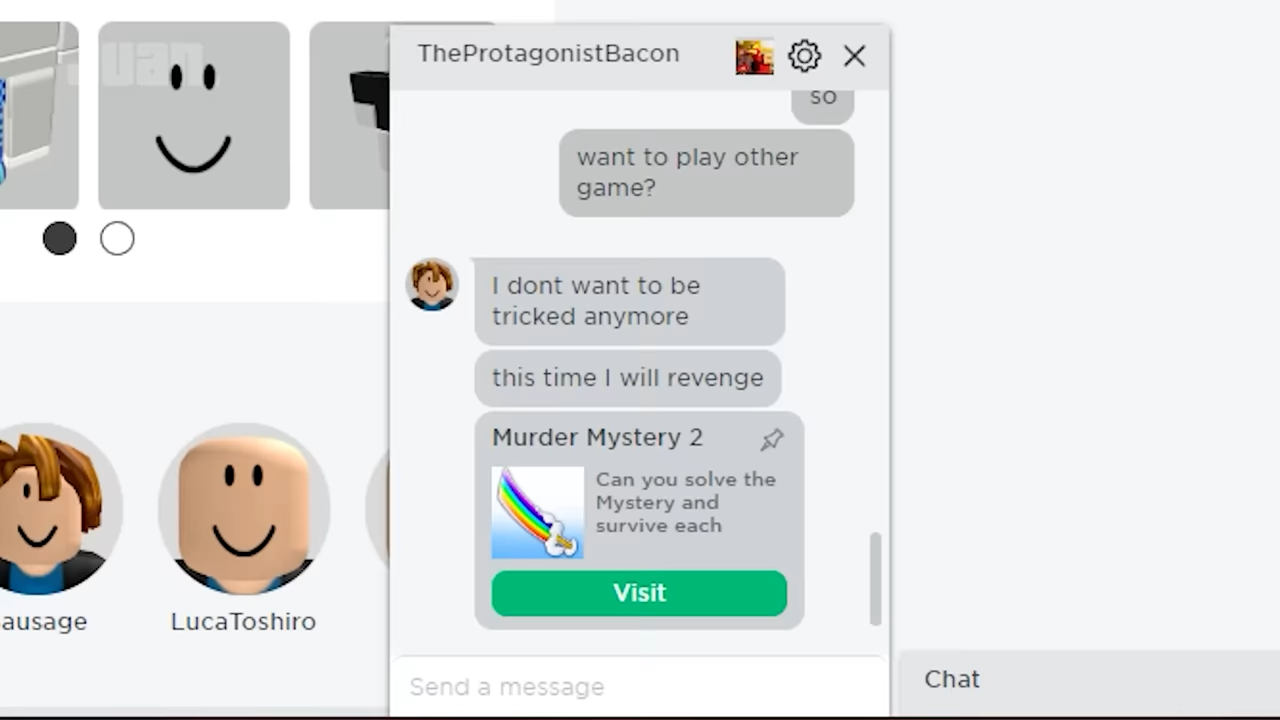 TheProtagonistBacon
so
want to play other
game?
I dont want to be
tricked anymore
this time I will revenge
Murder Mystery 2
Can you solve the
Mystery and
survive each
Visit
ausage
LucaToshiro
Send a message
Chat